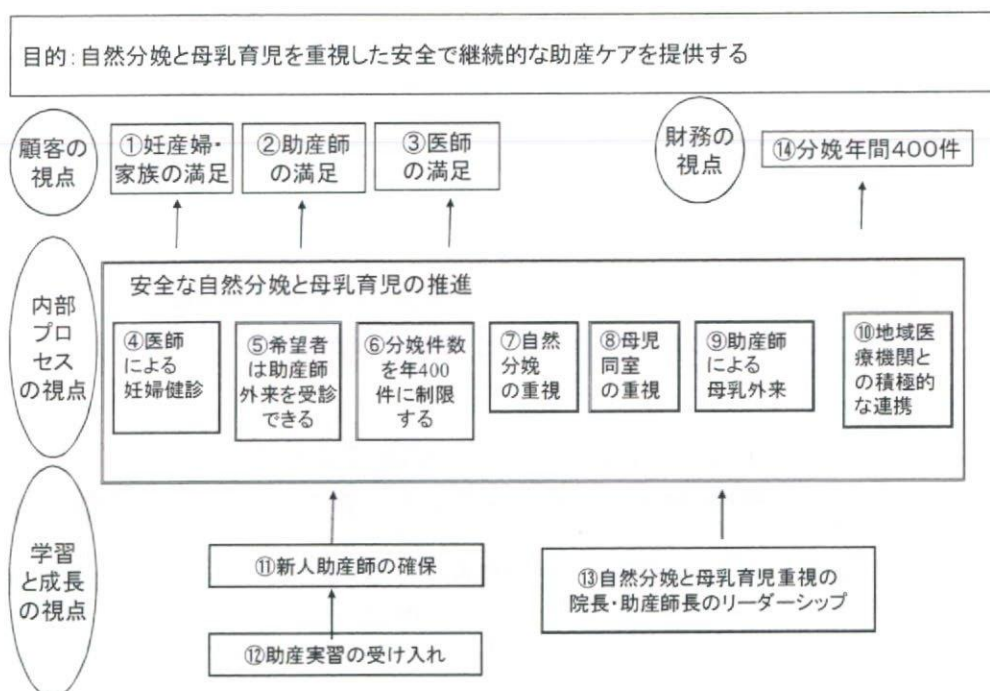 目的:自然分娩と母乳育児を重視した安全で継続的な助産ケアを提供する
顧客の
視点
①妊産婦・
家族の満足
②助産師
の満足
③医師
の満足
財務の
視点
⑭分娩年間400件
内部
プロ
セス
の視点
安全な自然分娩と母乳育児の推進
④医師
による
妊婦健診
⑤希望者
は助産師
外来を受診
できる
⑥分娩件数
を年400
件に制限
する
⑦自然
分娩
の重視
⑧母児
同室
の重視
⑨助産師
による
母乳外来
⑩地域医
療機関と
の積極的
な連携
学習
と成長
の視点
⑪新人助産師の確保
⑫助産実習の受け入れ
⑬自然分娩と母乳育児重視の
院長・助産師長のリーダーシップ